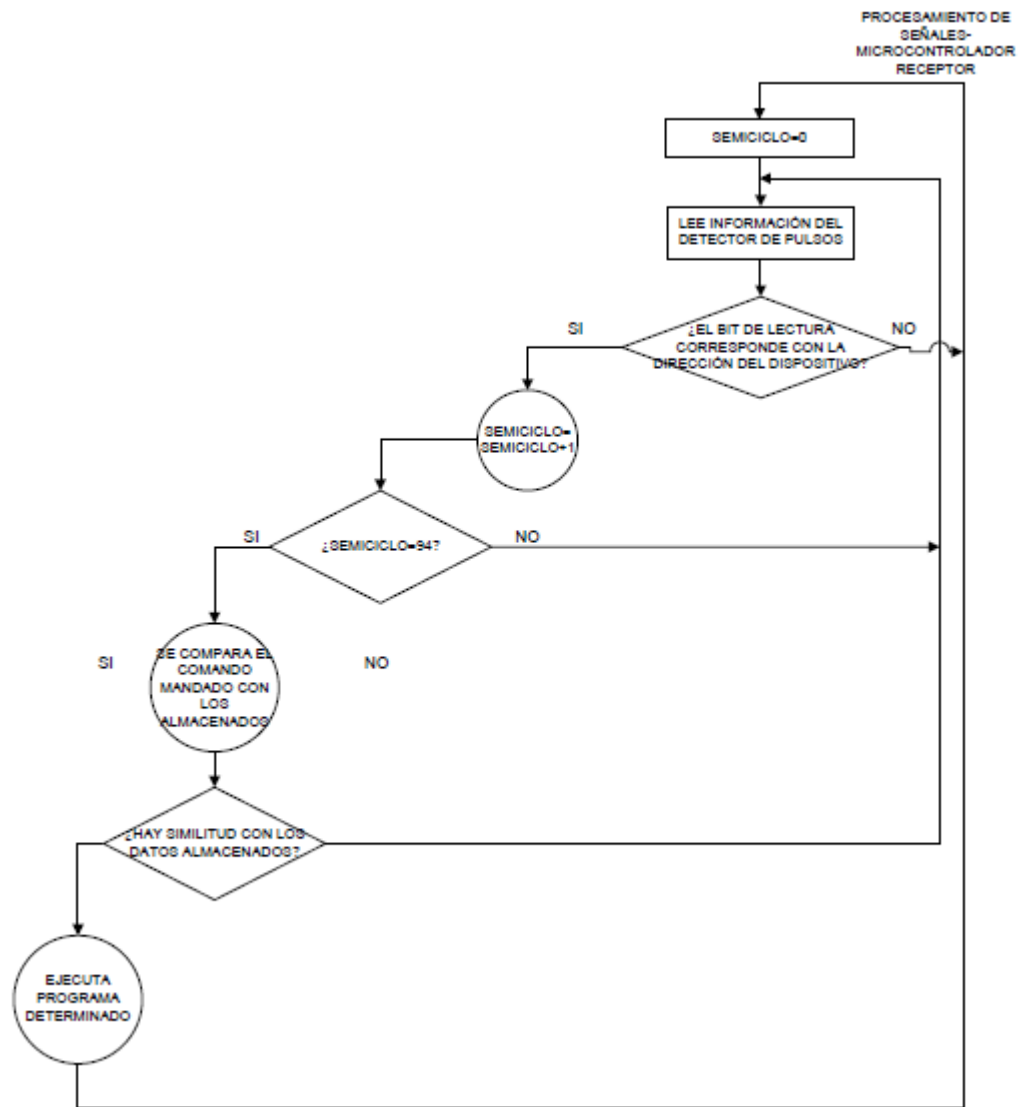 PROCESAMIENTO DE
SEÑALES-
MICROCONTROLADOR
RECEPTOR
SEMICICLO=0
LEE INFORMACIÓN DEL
DETECTOR DE PULSOS
SI
¿EL BIT DE LECTURA
CORRESPONDE CON LA
DIRECCIÓN DEL DISPOSITIVO?
NO
SEMICICLO=
SEMICICLO+1
SI
¿SEMICICLO=94?
NO
SI
SE COMPARA EL
COMANDO
MANDADO CON
LOS
ALMACENADOS
NO
¿HAY SIMILITUD CON LOS
DATOS ALMACENADOS?
EJECUTA
PROGRAMA
DETERMINADO